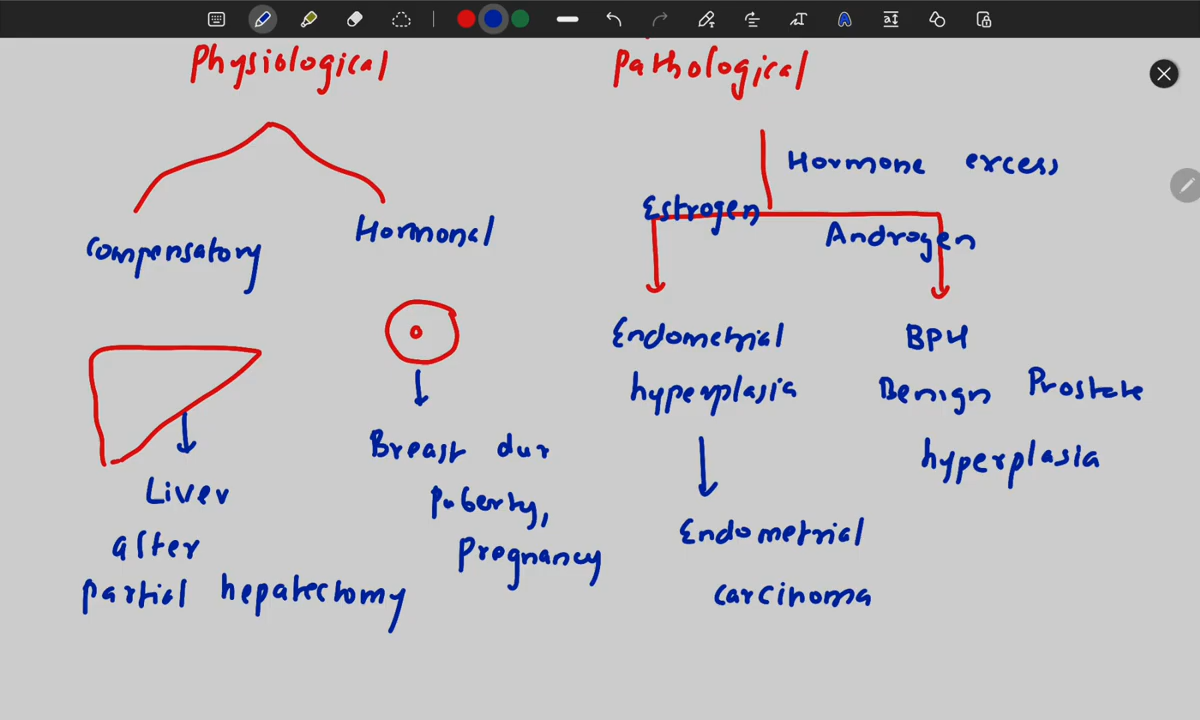 Physiological
Compensatory
Hormonal
Liver
after
partial hepatectomy
Breast dur
puberty,
Pregnancy
Pathological
Hormone excess
Estrogen
Androgen
Endometrial
hyperplasia
Endometrial
carcinoma
BPH
Benign Prostate
hyperplasia